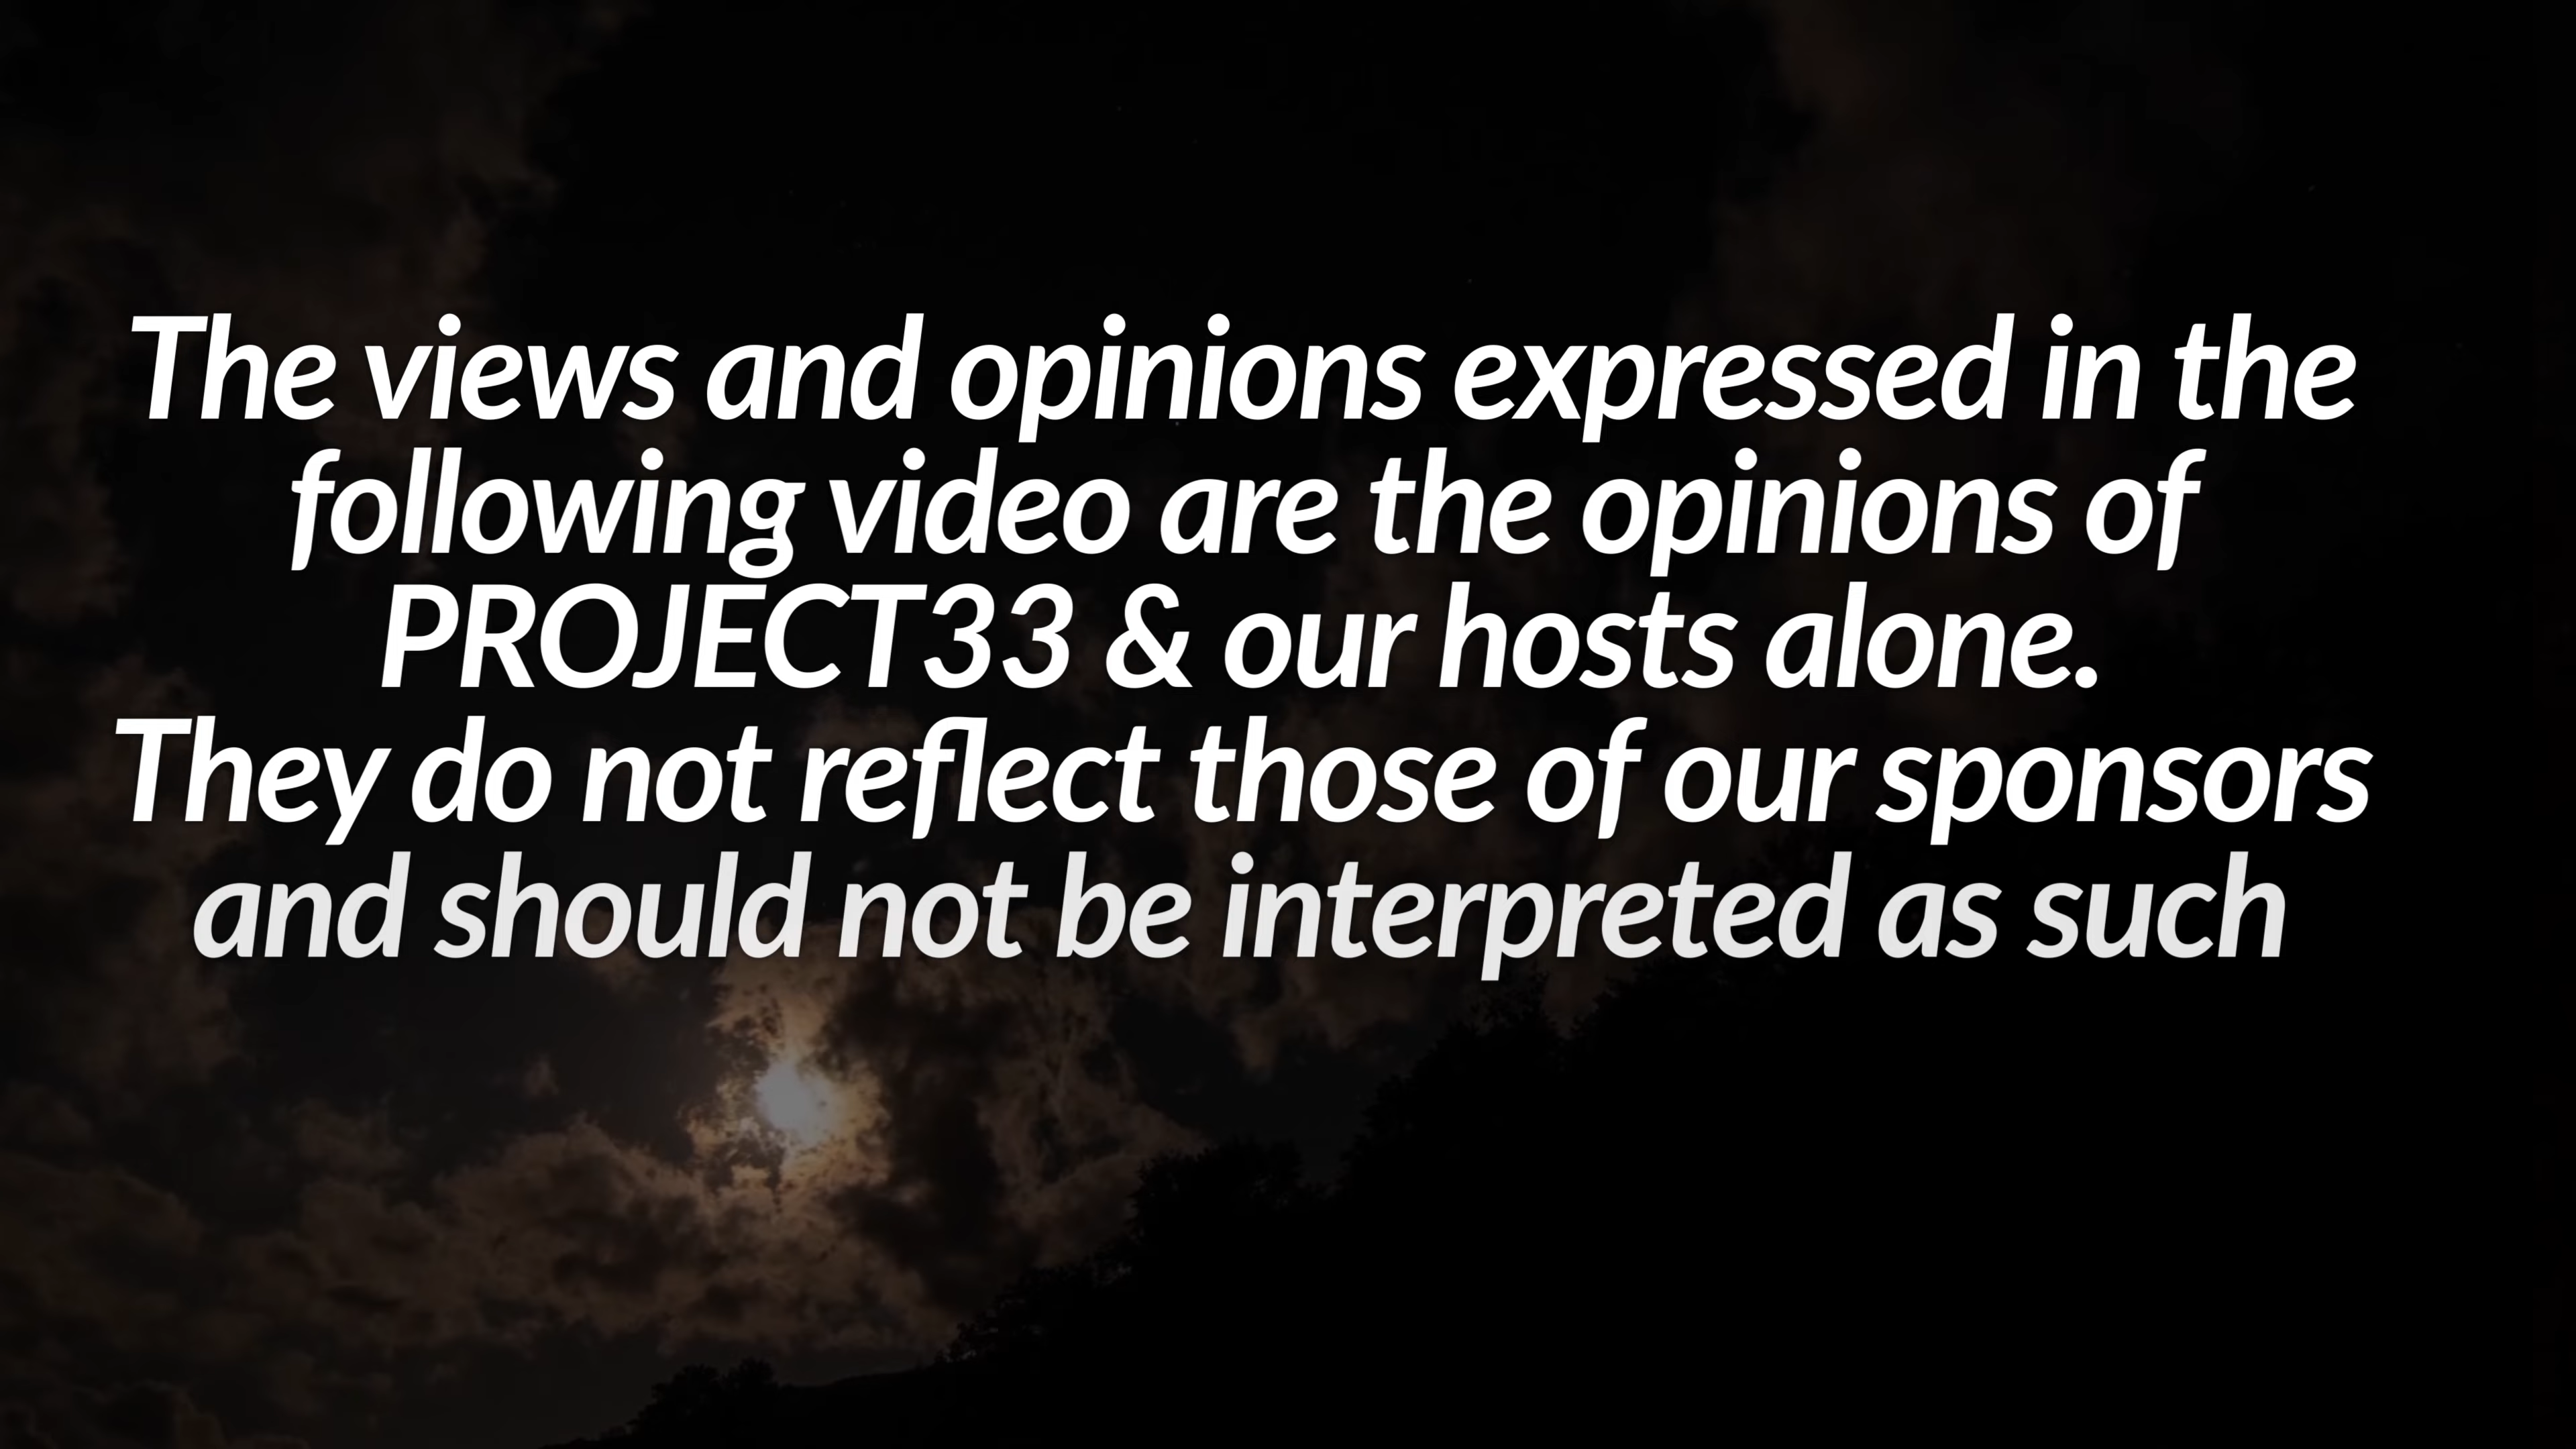 The views and opinions expressed in the
following video are the opinions of
PROJECT33 & our hosts alone.
They do not reflect those of our sponsors
and should not be interpreted as such